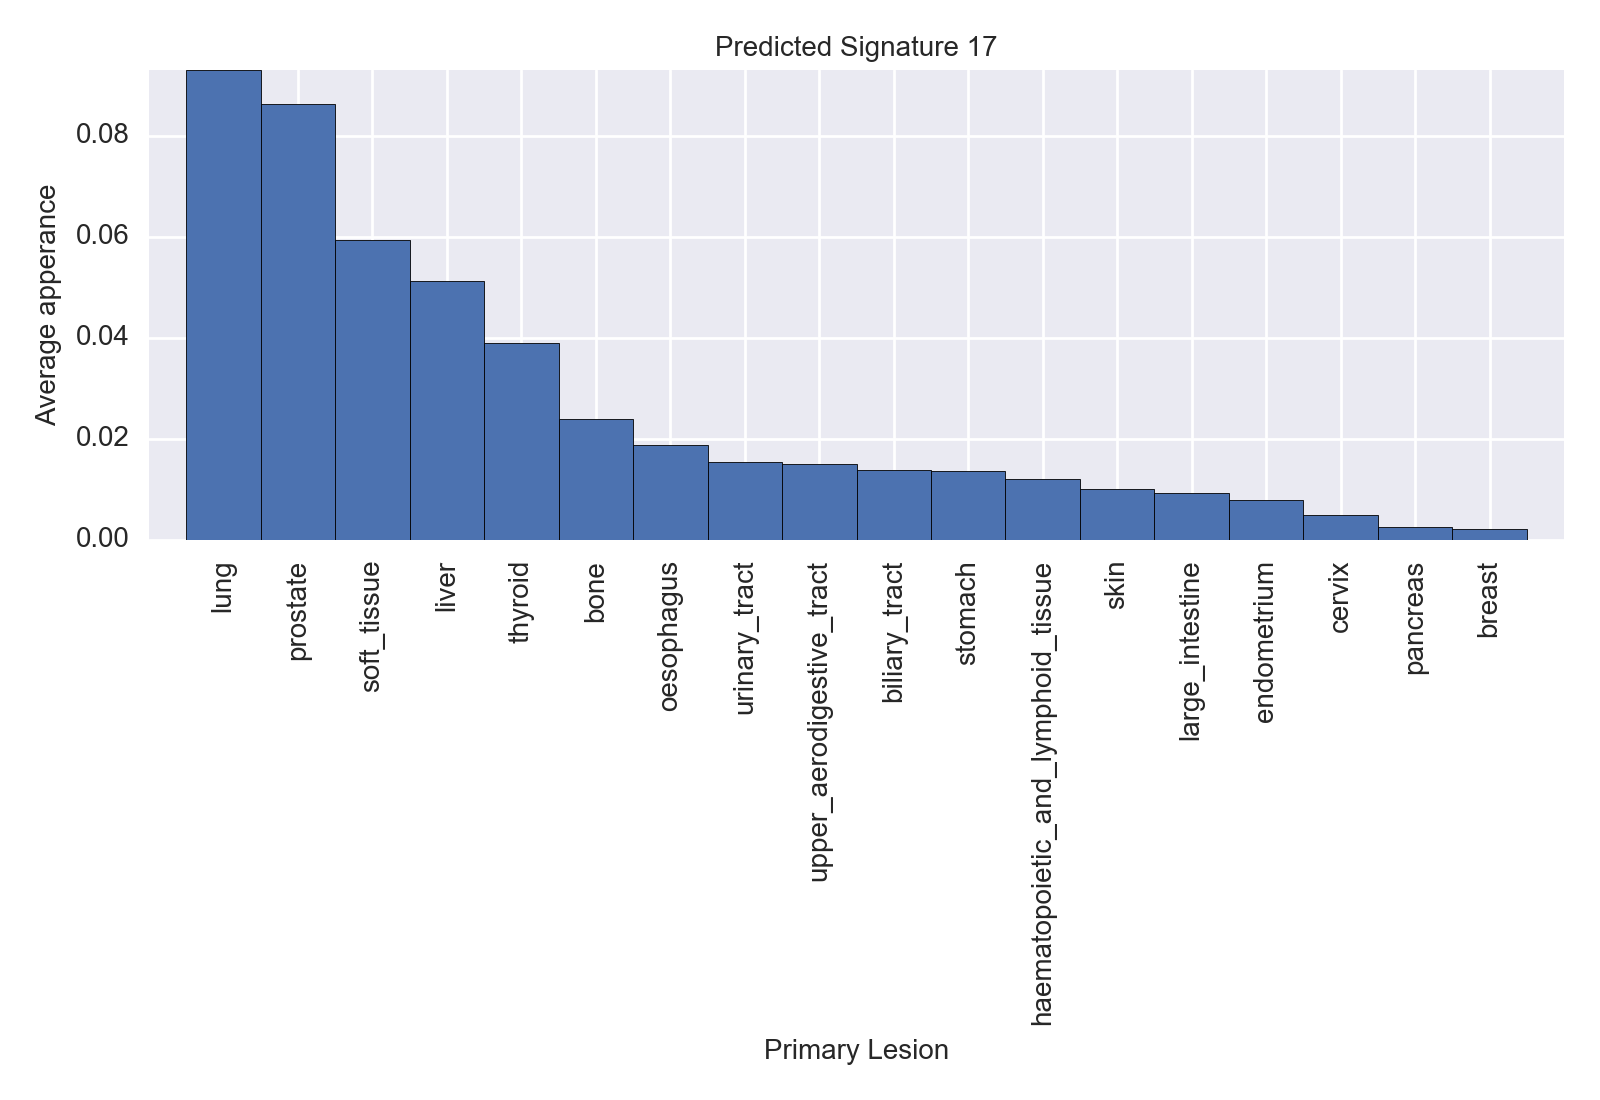 Predicted Signature 17
Average apperance
0.08
0.06
0.04
0.02
0.00
lung
prostate
soft_tissue
liver
thyroid
bone
oesophagus
urinary_tract
upper_aerodigestive_tract
biliary_tract
stomach
haematopoietic_and_lymphoid_tissue
skin
large_intestine
endometrium
cervix
pancreas
breast
Primary Lesion